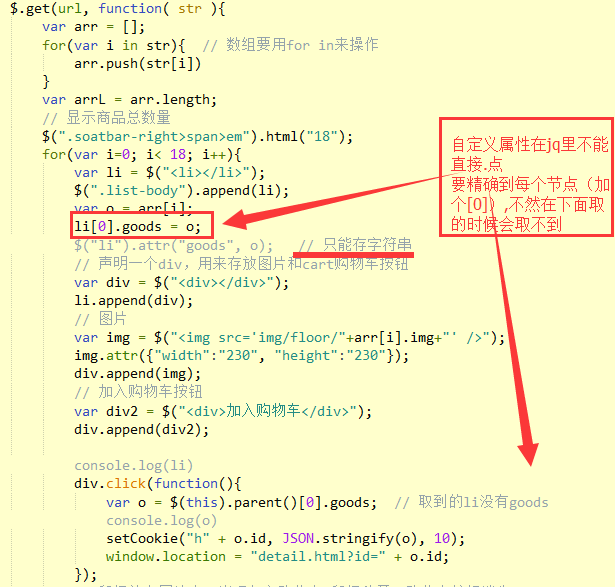 $.get(url, function( str ){
var arr = [];
for(var i in str){  // 数组要用for in来操作
arr.push(str[i])
}
var arrL = arr.length;
// 显示商品总数量
$(".soatbar-right>span>em").html("18");
for(var i=0; i< 18; i++){
var li = $("<li></li>");
$(".list-body").append(li);
var o = arr[i];
li[0].goods = o;
$("li").attr("goods", o);   // 只能存字符串
// 声明一个div, 用来存放图片和cart购物车按钮
var div = $("<div></div>");
li.append(div);
// 图片
var img = $("<img src='img/floor/"+arr[i].img+"' />");
img.attr({"width":"230", "height":"230"});
div.append(img);
// 加入购物车按钮
var div2 = $("<div>加入购物车</div>");
div.append(div2);
console.log(li)
div.click(function(){
var o = $(this).parent()[0].goods;  // 取到的li没有goods
console.log(o)
setCookie("h" + o.id, JSON.stringify(o), 10);
window.location = "detail.html?id=" + o.id;
});
自定义属性在jq里不能
直接.点
要精确到每个节点（加
个[0]）,不然在下面取
的时候会取不到